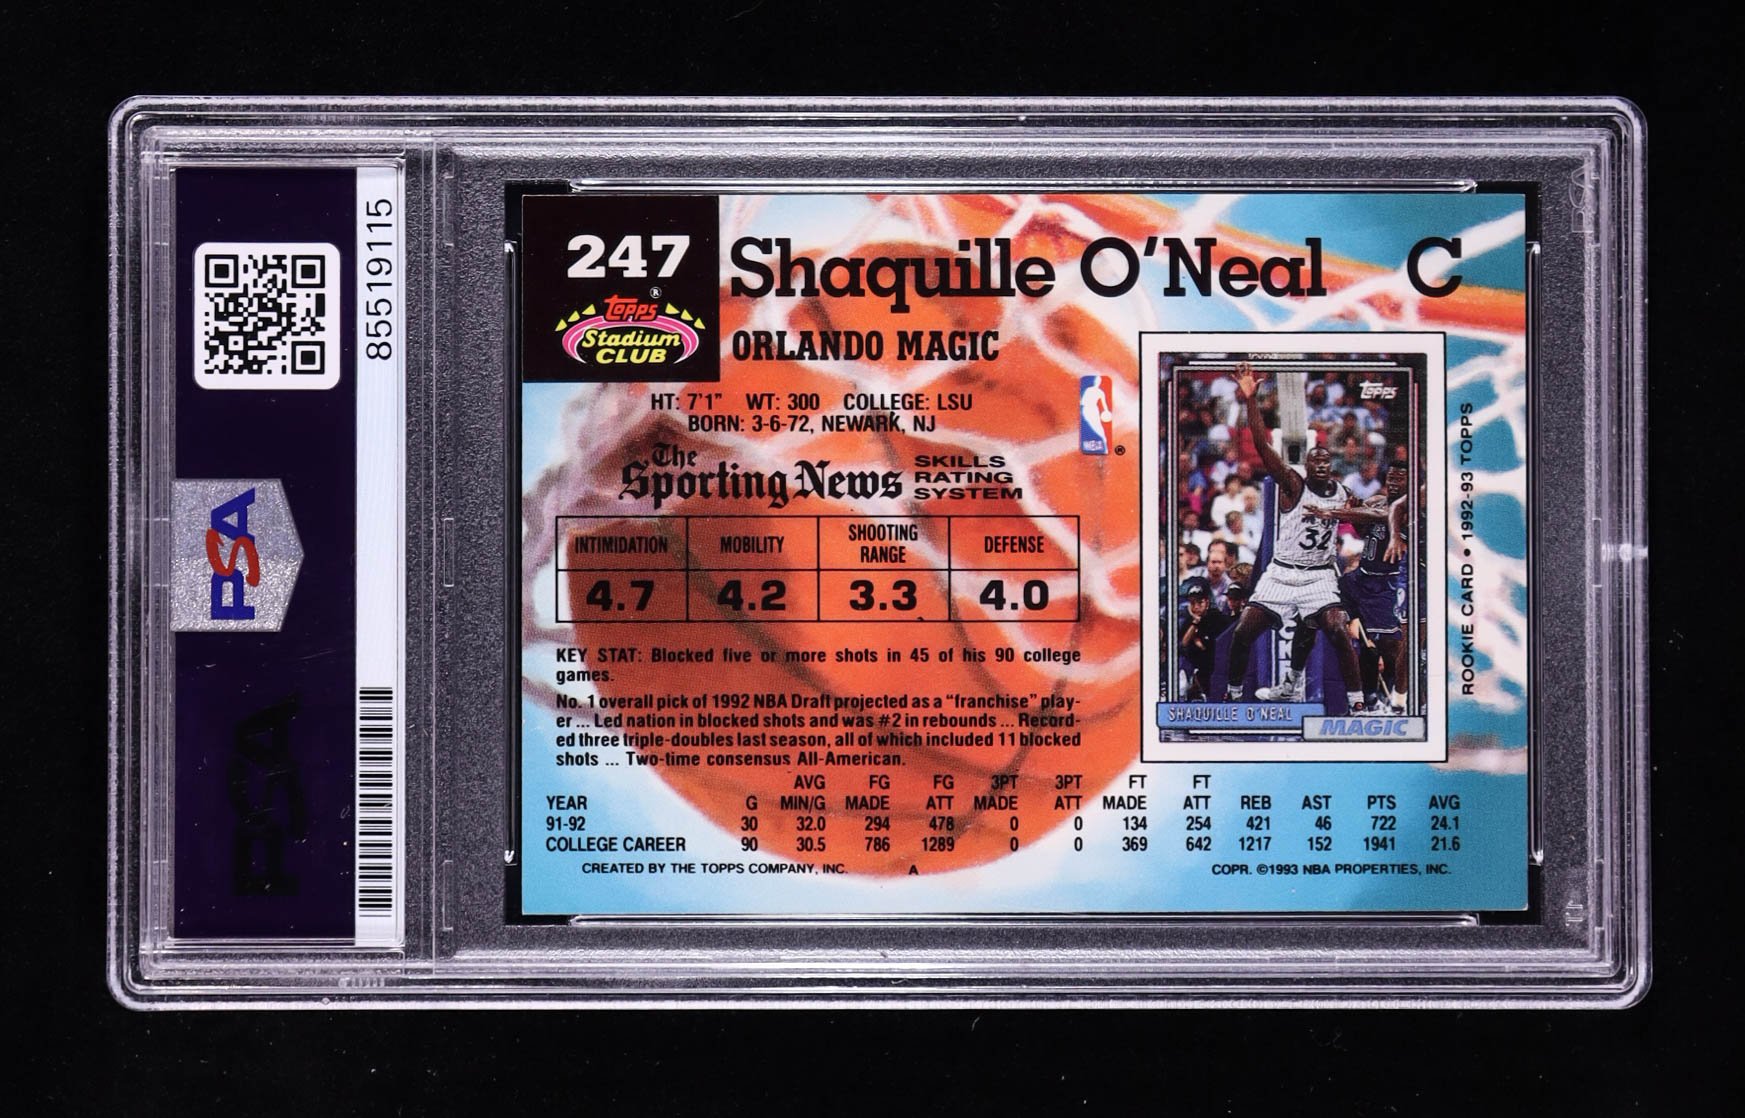 85519115
PSA
PSA
247
Topps®
Stadium
CLUB
Shaquille O'Neal C
ORLANDO MAGIC
HT: 7'1" WT: 300 COLLEGE: LSU
BORN: 3-6-72, NEWARK, NJ
The
Sporting News
SKILLS
RATING
SYSTEM
INTIMIDATION MOBILITY SHOOTING RANGE DEFENSE
4.7 4.2 3.3 4.0
KEY STAT: Blocked five or more shots in 45 of his 90 college
games.
No. 1 overall pick of 1992 NBA Draft projected as a "franchise" play-
er ... Led nation in blocked shots and was #2 in rebounds ... Record-
ed three triple-doubles last season, all of which included 11 blocked
shots ... Two-time consensus All-American.
AVG FG FG 3PT 3PT FT FT
YEAR G MIN/G MADE ATT MADE ATT MADE ATT REB AST PTS AVG
91-92 30 32.0 294 478 0 0 134 254 421 46 722 24.1
COLLEGE CAREER 90 30.5 786 1289 0 0 369 642 1217 152 1941 21.6
CREATED BY THE TOPPS COMPANY, INC. A COPR. ©1993 NBA PROPERTIES, INC.
Topps
32
SHAQUILLE O'NEAL
MAGIC
ROOKIE CARD • 1992-93 TOPPS